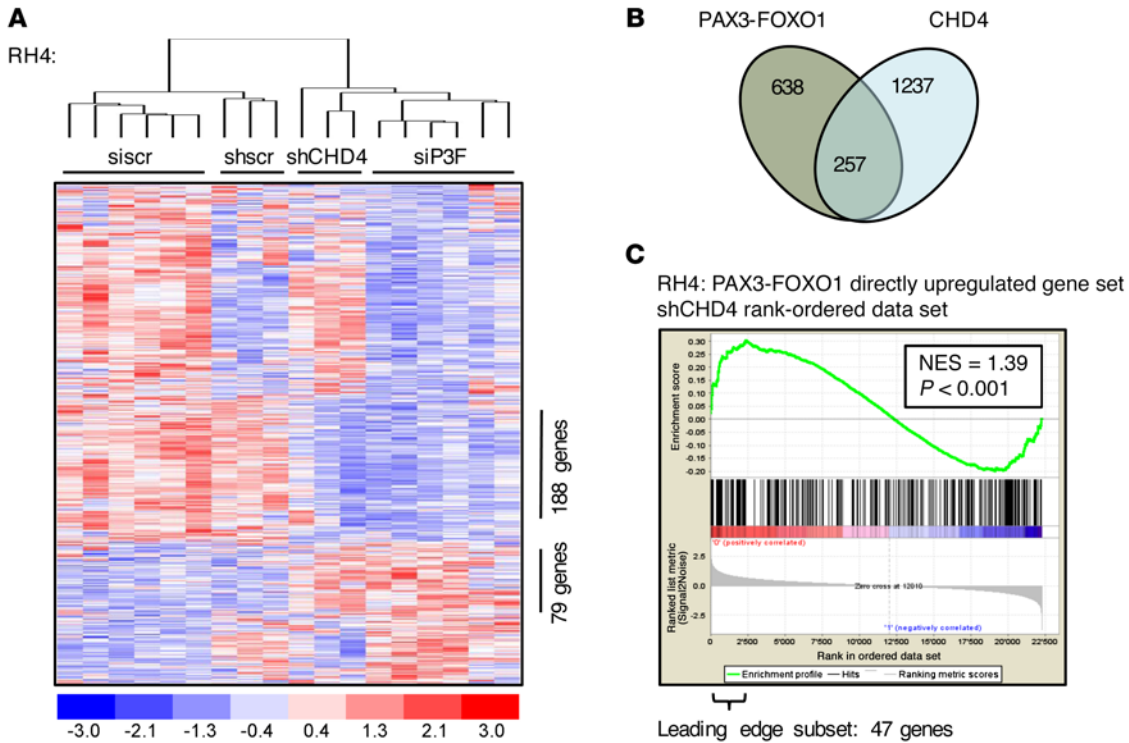 A
RH4:
siscr
shscr
shCHD4
siP3F
188 genes
79 genes
-3.0 -2.1 -1.3 -0.4 0.4 1.3 2.1 3.0
B
PAX3-FOXO1
CHD4
638
1237
257
C
RH4: PAX3-FOXO1 directly upregulated gene set
shCHD4 rank-ordered data set
NES = 1.39
P < 0.001
Enrichment score
0.30
0.25
0.20
0.15
0.10
0.05
0.00
-0.05
-0.10
-0.15
-0.20
'0' (positively correlated)
Ranked list metric
(Signal2Noise)
2.5
0.0
-2.5
Zero cross at 12010
'1' (negatively correlated)
0 2'500 5'000 7'500 10'000 12'500 15'000 17'500 20'000 22'500
Rank in ordered data set
Enrichment profile Hits Ranking metric scores
Leading edge subset: 47 genes